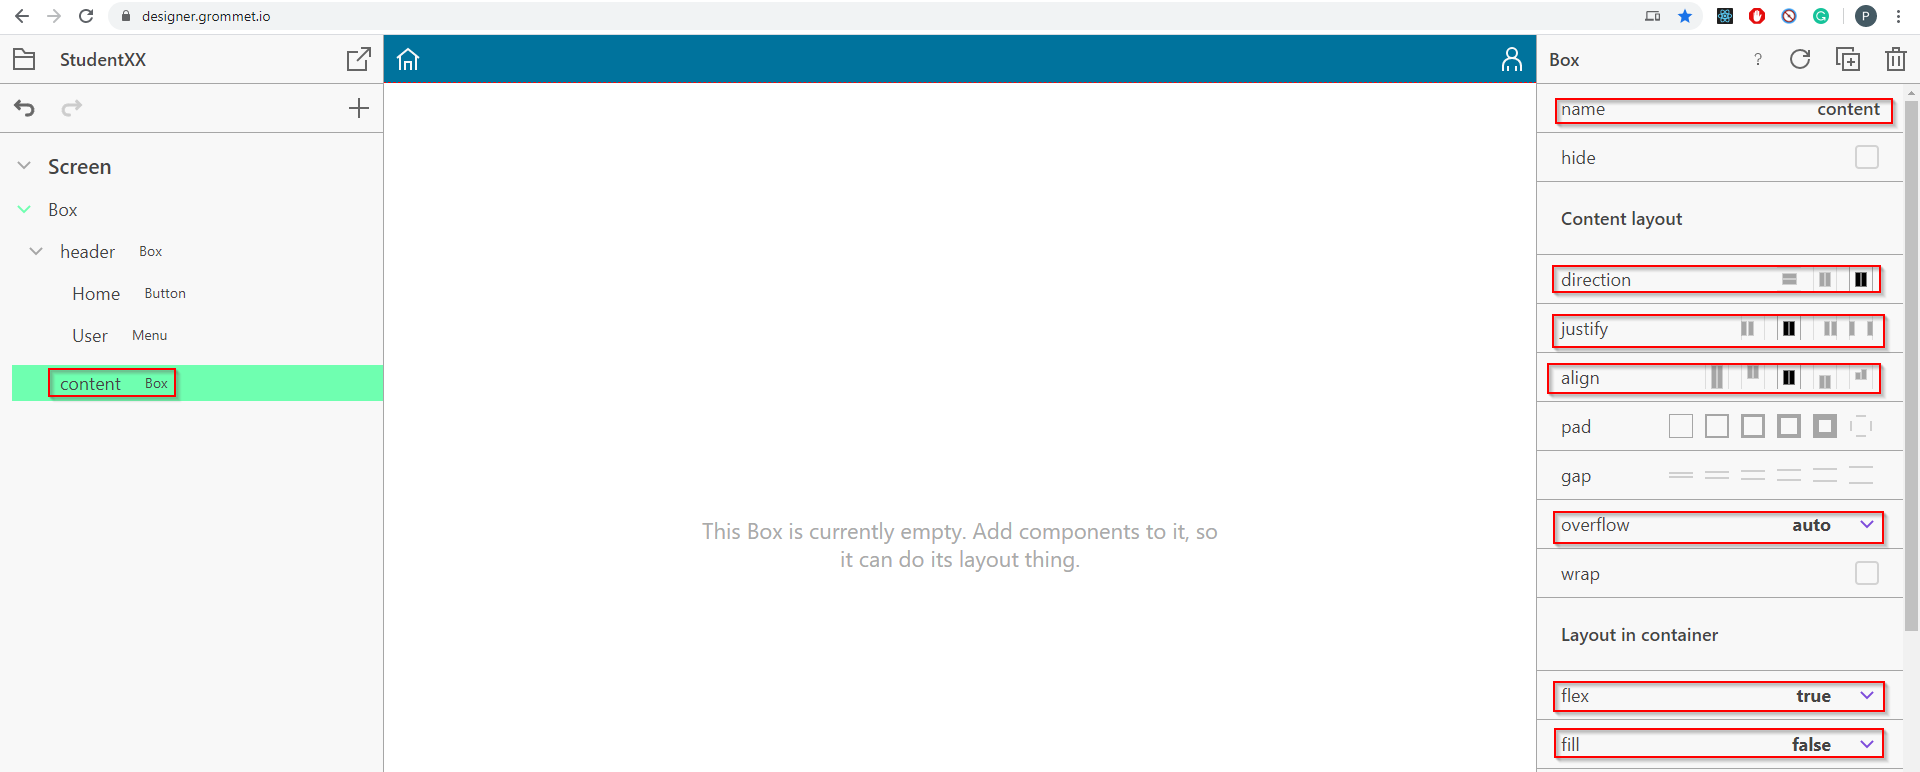 designer.grommet.io
P
StudentXX
Screen
Box
header Box
Home Button
User Menu
content Box
This Box is currently empty. Add components to it, so
it can do its layout thing.
Box ?
name content
hide
Content layout
direction
justify
align
pad
gap
overflow auto
wrap
Layout in container
flex true
fill false